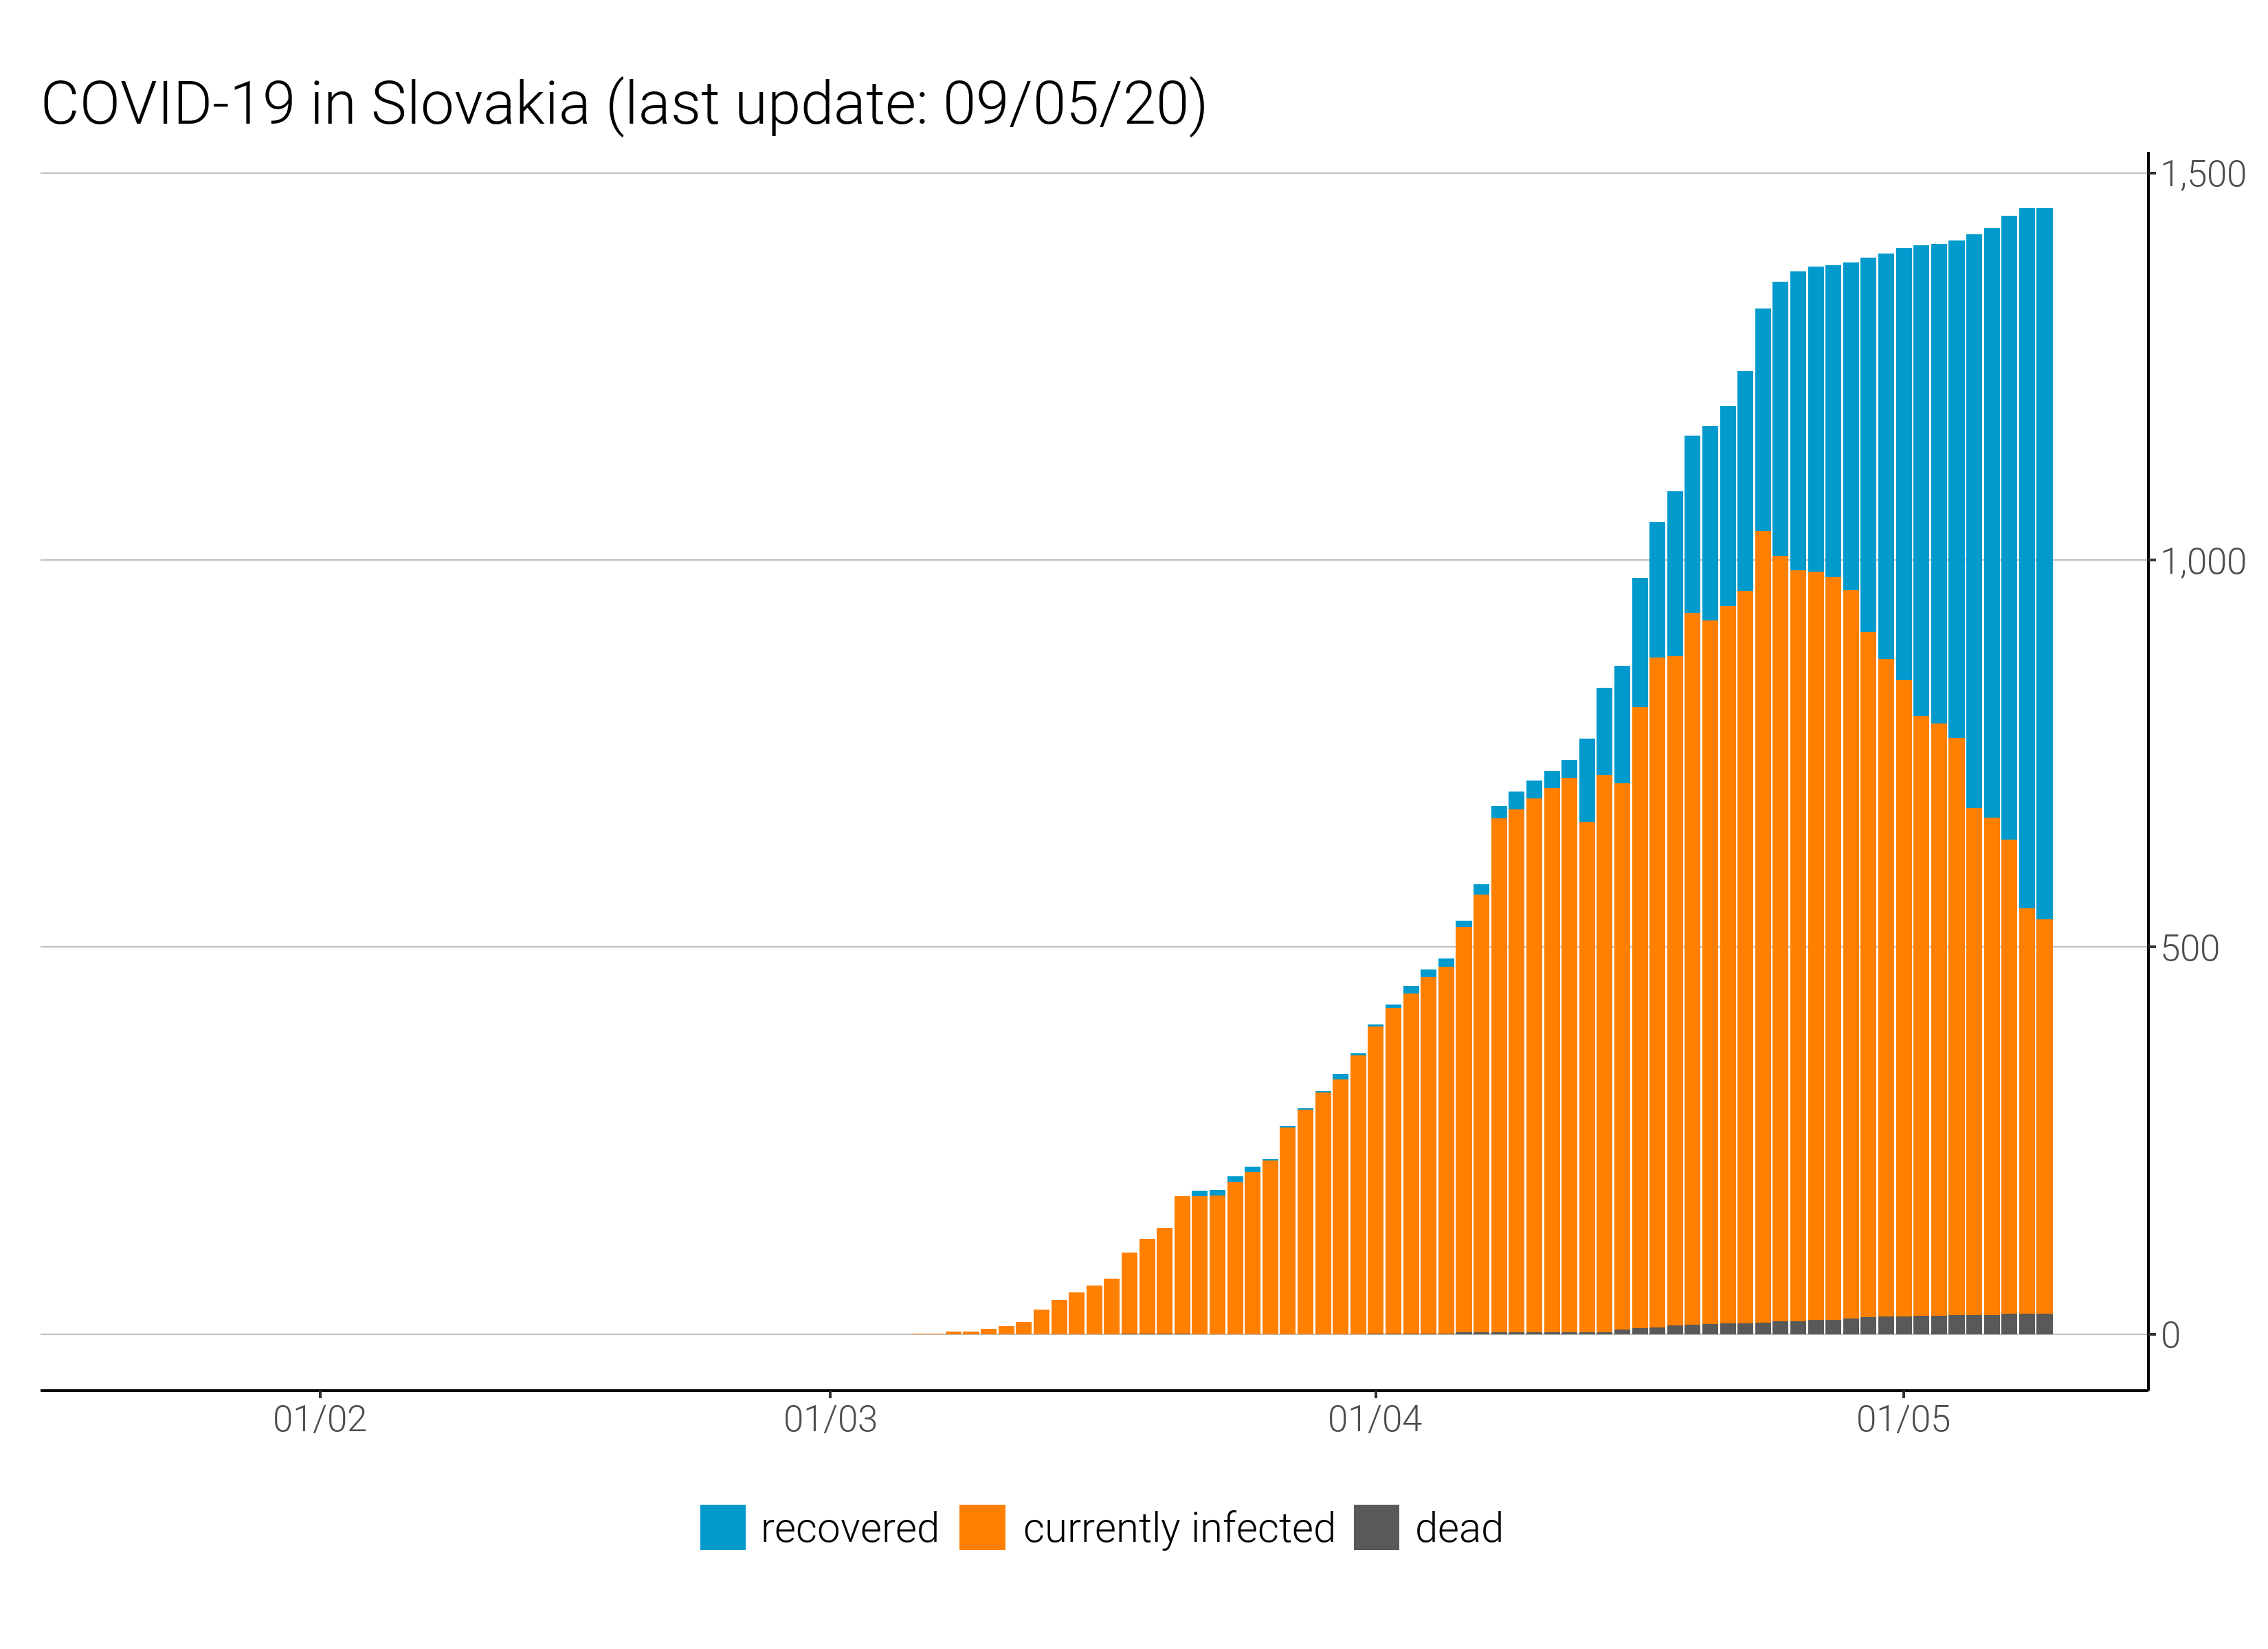 COVID-19 in Slovakia (last update: 09/05/20)
1,500
1,000
500
0
01/02 01/03 01/04 01/05
recovered currently infected dead